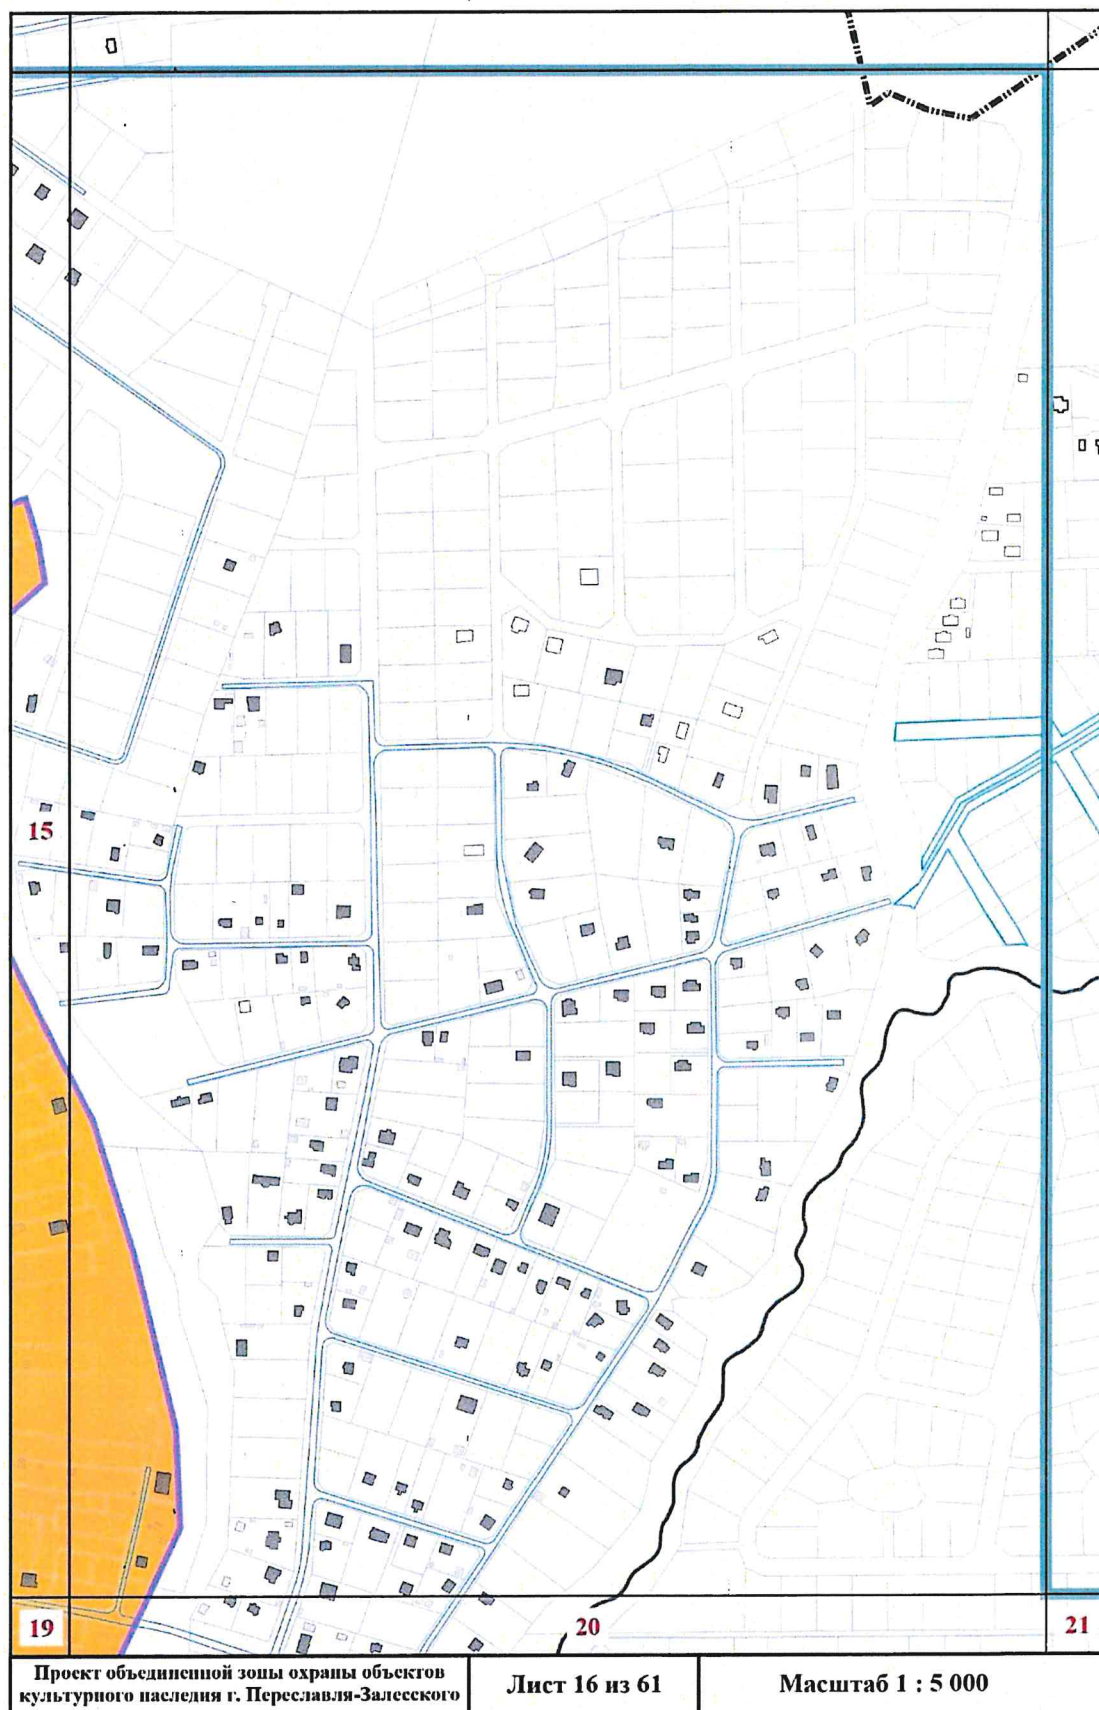 15
19
20
21
Проект объединенной зоны охраны объектов
культурного наследия г. Переславля-Залесского
Лист 16 из 61
Масштаб 1 : 5 000